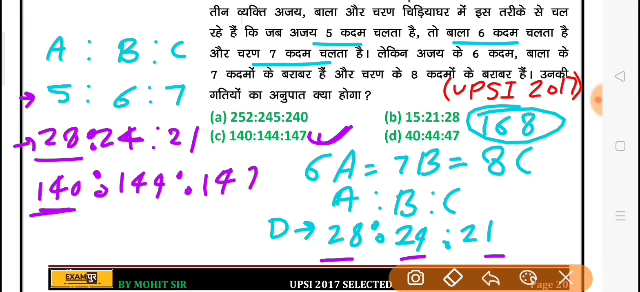 तीन व्यक्ति अजय, बाला और चरण चिड़ियाघर में इस तरीके से चल
रहे हैं कि जब अजय 5 कदम चलता है, तो बाला 6 कदम चलता है
और चरण 7 कदम चलता है। लेकिन अजय के 6 कदम, बाला के
7 कदमों के बराबर हैं और चरण के 8 कदमों के बराबर हैं। उनकी
गतियों का अनुपात क्या होगा ?
(UPSI 2017)
(a) 252:245:240 (b) 15:21:28
(c) 140:144:147 (d) 40:44:47
168
A : B : C
5 : 6 : 7
28 : 24 : 21
140 : 144 : 147
6A = 7B = 8C
A : B : C
D → 28 : 24 : 21
EXAMपुर BY MOHIT SIR UPSI 2017 SELECTED Page 20